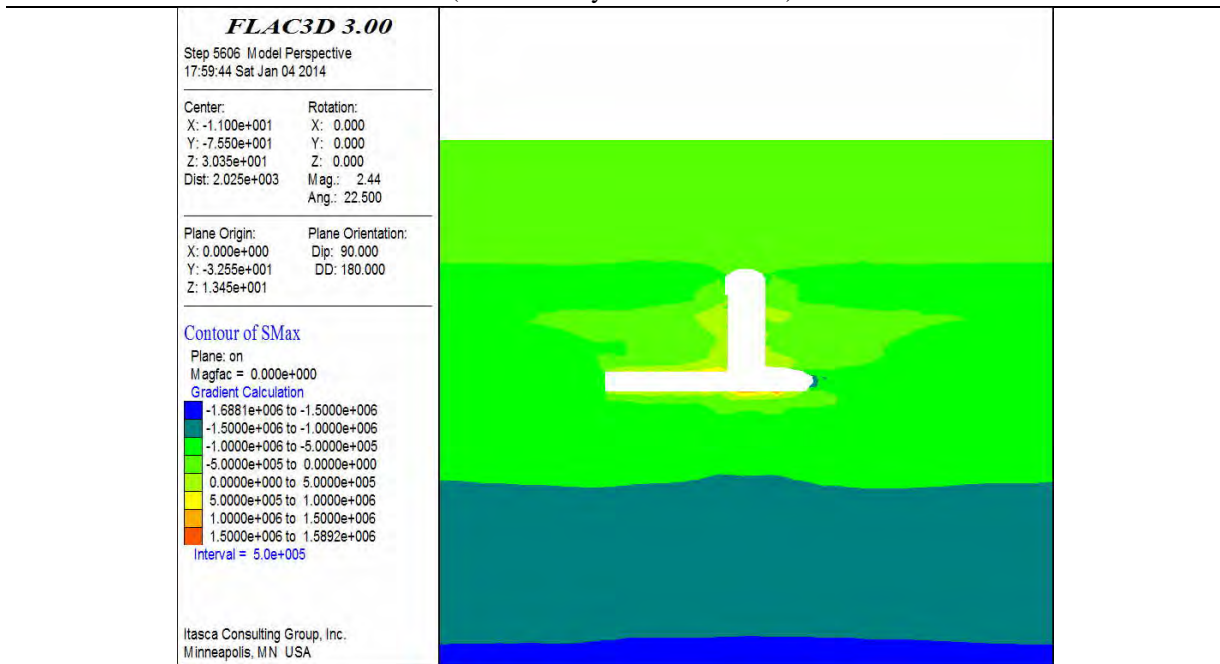 FLAC3D 3.00
Step 5606 Model Perspective
17:59:44 Sat Jan 04 2014
Center: Rotation:
X: -1.100e+001 X: 0.000
Y: -7.550e+001 Y: 0.000
Z: 3.035e+001 Z: 0.000
Dist: 2.025e+003 Mag.: 2.44
Ang.: 22.500
Plane Origin: Plane Orientation:
X: 0.000e+000 Dip: 90.000
Y: -3.255e+001 DD: 180.000
Z: 1.345e+001
Contour of SMax
Plane: on
Magfac = 0.000e+000
Gradient Calculation
-1.6881e+006 to -1.5000e+006
-1.5000e+006 to -1.0000e+006
-1.0000e+006 to -5.0000e+005
-5.0000e+005 to 0.0000e+000
0.0000e+000 to 5.0000e+005
5.0000e+005 to 1.0000e+006
1.0000e+006 to 1.5000e+006
1.5000e+006 to 1.5892e+006
Interval = 5.0e+005
Itasca Consulting Group, Inc.
Minneapolis, MN USA